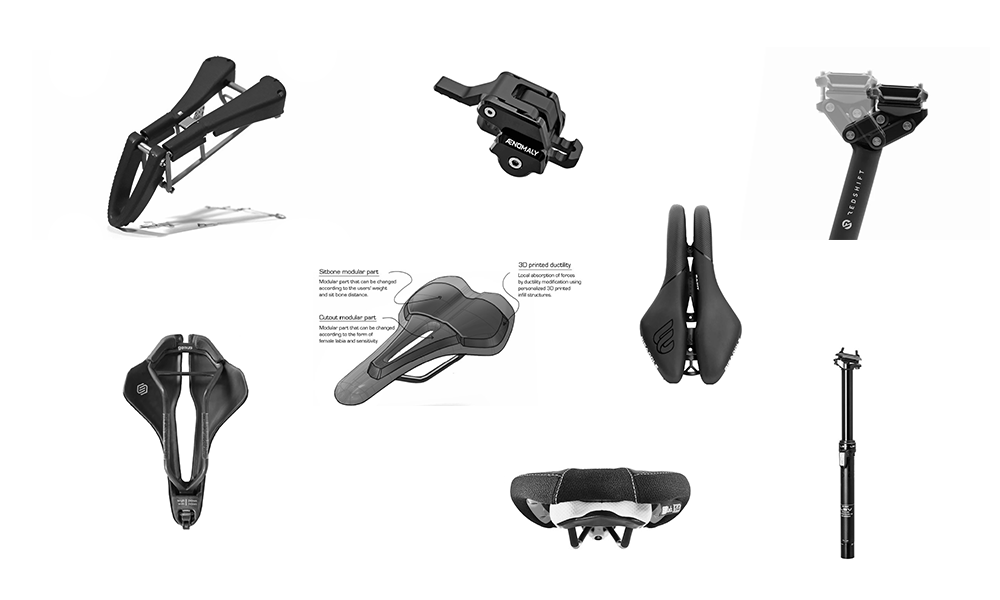 ÆNOMALY
REDSHIFT
Sitbone modular part
Modular part that can be changed
according to the users' weight
and sit bone distance.
3D printed ductility
Local absorption of forces
by ductility modification using
personalized 3D printed
infill structures.
Cutout modular part
Modular part that can be changed
according to the form of
female labia and sensitivity
LEV